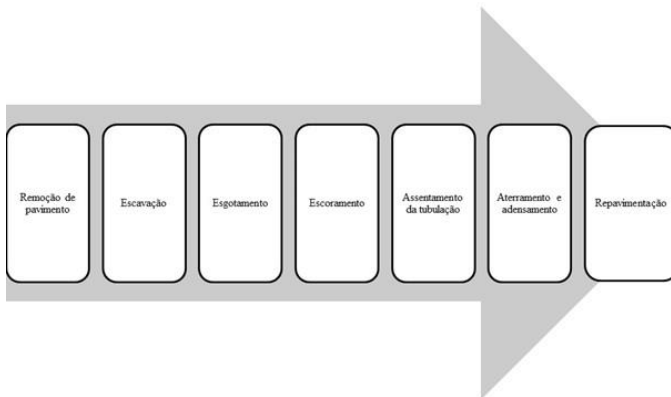 Remoção de
pavimento
Escavação
Esgotamento
Escoramento
Assentamento
da tubulação
Aterramento e
adensamento
Repavimentação